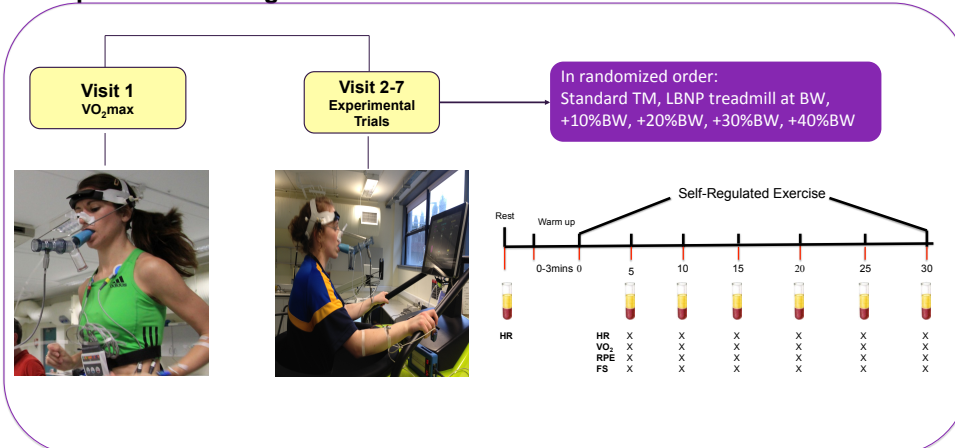 Visit 1
VO₂max
Visit 2-7
Experimental
Trials
In randomized order:
Standard TM, LBNP treadmill at BW,
+10%BW, +20%BW, +30%BW, +40%BW
Self-Regulated Exercise
Rest
Warm up
0-3mins 0 5 10 15 20 25 30
HR
HR X X X X X X
VO₂ X X X X X X
RPE X X X X X X
FS X X X X X X
adidas